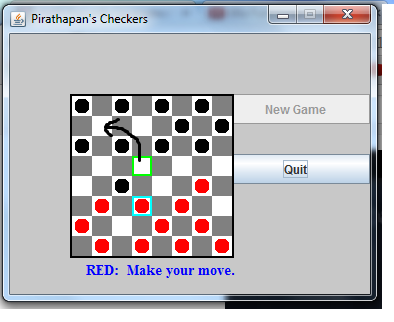 Pirathapan's Checkers
New Game
Quit
RED: Make your move.